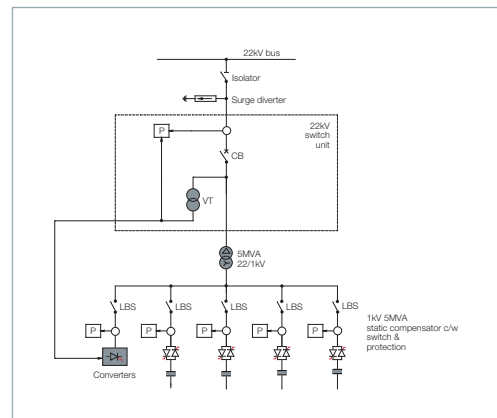 22kV bus
Isolator
Surge diverter
22kV
switch
unit
P
CB
VT
5MVA
22/1kV
LBS
LBS
LBS
LBS
LBS
P
P
P
P
P
1kV 5MVA
static compensator c/w
switch &
protection
Converters